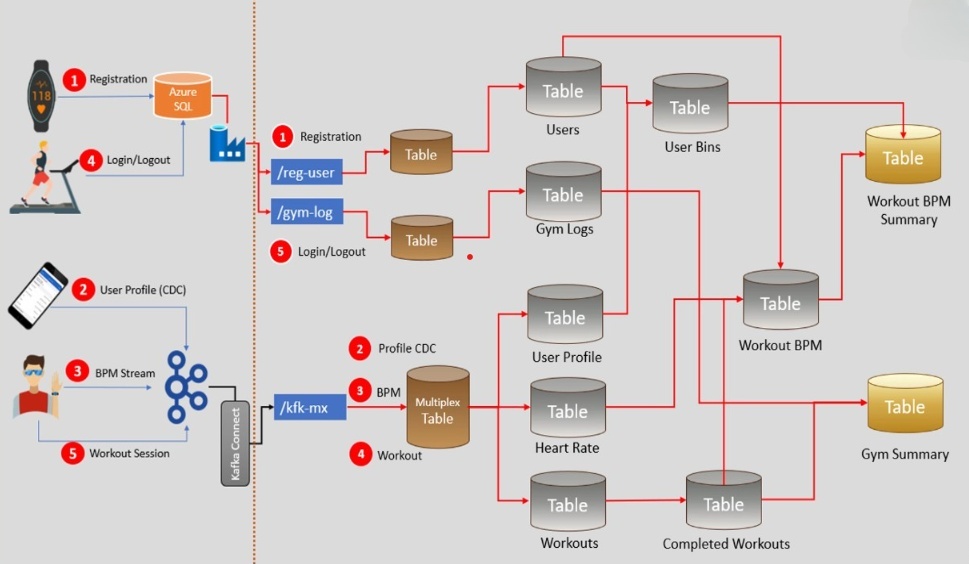 118
1 Registration
Azure
SQL
4 Login/Logout
1 Registration
/reg-user
/gym-log
5 Login/Logout
Table
Table
Table
Users
Table
User Bins
Table
Gym Logs
Table
Workout BPM
Summary
2 User Profile (CDC)
3 BPM Stream
5 Workout Session
Kafka Connect
/kfk-mx
2 Profile CDC
3 BPM
4 Workout
Multiplex
Table
Table
User Profile
Table
Heart Rate
Table
Workouts
Table
Completed Workouts
Table
Workout BPM
Table
Gym Summary